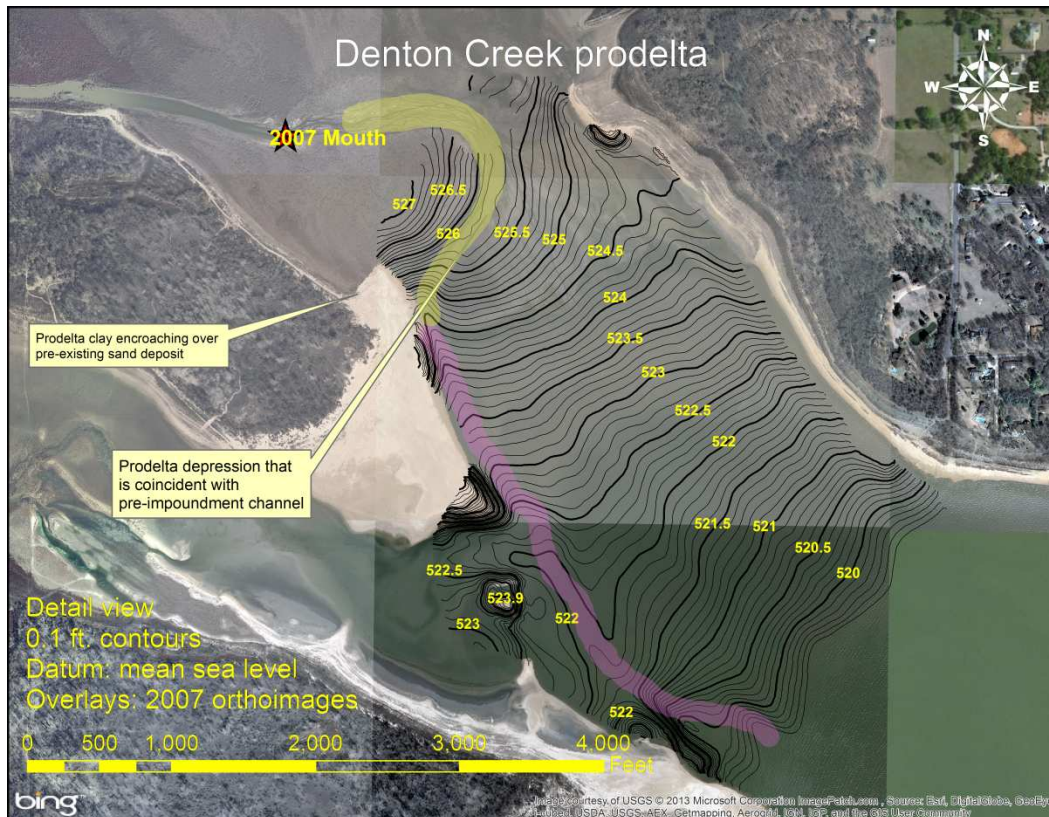 Denton Creek prodelta
N
W
E
S
2007 Mouth
527
526.5
526
525.5
525
524.5
524
523.5
523
522.5
522
521.5
521
520.5
520
Prodelta clay encroaching over
pre-existing sand deposit
Prodelta depression that
is coincident with
pre-impoundment channel
522.5
523.9
523
522
522
Detail view
0.1 ft. contours
Datum: mean sea level
Overlays: 2007 orthoimages
0
500
1,000
2,000
3,000
4,000
Feet
bing™
Image courtesy of USGS © 2013 Microsoft Corporation ImagePatch.com , Source: Esri, DigitalGlobe, GeoEy
i-cubed, USDA, USGS, AEX, Getmapping, Aerogrid, IGN, IGP, and the GIS User Community